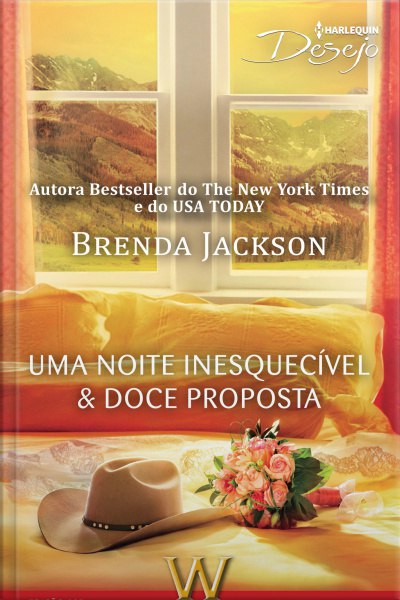 HARLEQUIN
Desejo
Autora Bestseller do The New York Times
e do USA TODAY
BRENDA JACKSON
UMA NOITE INESQUECÍVEL
& DOCE PROPOSTA
W